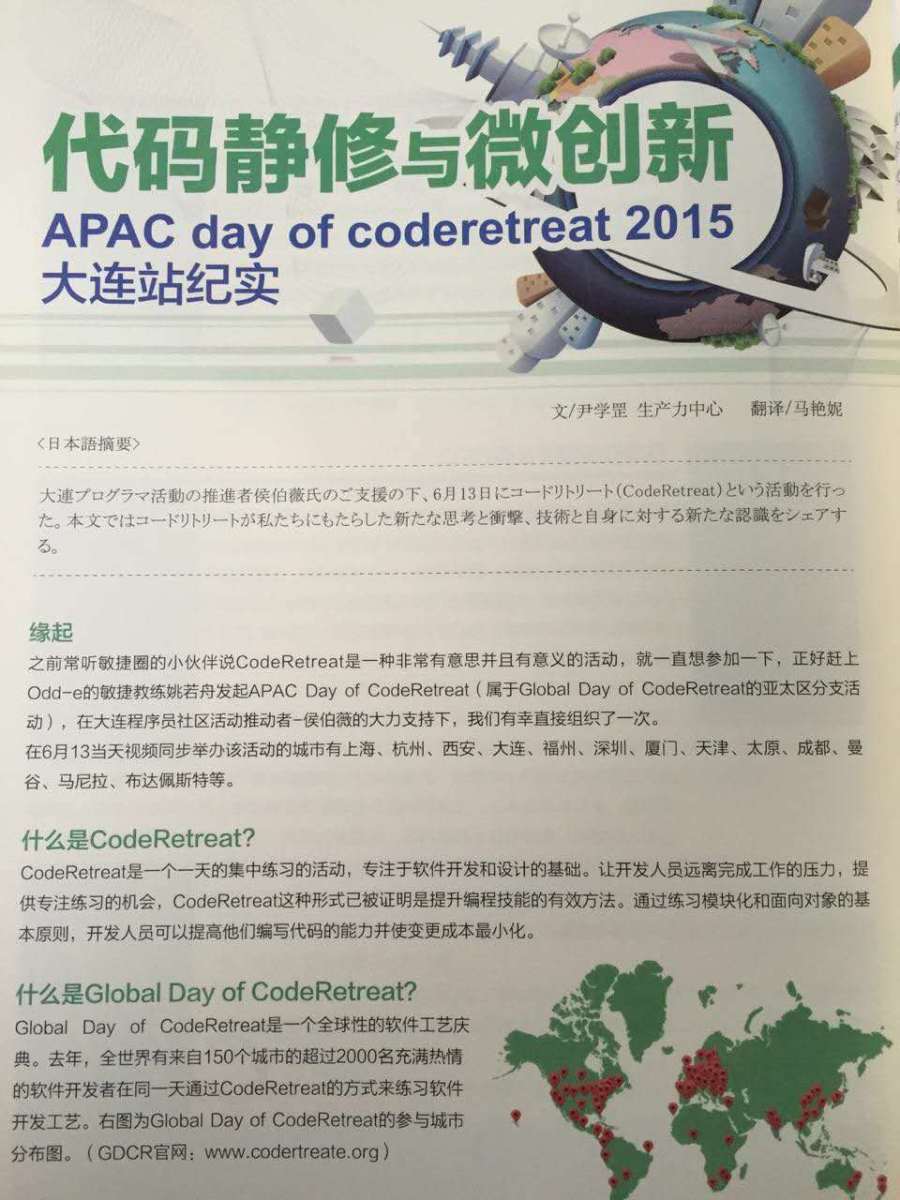 代码静修与微创新
APAC day of coderetreat 2015
大连站纪实
文/尹学罡 生产力中心 翻译/马艳妮
<日本語摘要>
大連プログラマ活動の推進者侯伯薇氏のご支援の下、6月13日にコードリトリート(CodeRetreat)という活動を行っ
た。本文ではコードリトリートが私たちにもたらした新たな思考と衝撃、技術と自身に対する新たな認識をシェアす
る。
缘起
之前常听敏捷圈的小伙伴说CodeRetreat是一种非常有意思并且有意义的活动，就一直想参加一下，正好赶上
Odd-e的敏捷教练姚若舟发起APAC Day of CodeRetreat（属于Global Day of CodeRetreat的亚太区分支活
动），在大连程序员社区活动推动者-侯伯薇的大力支持下，我们有幸直接组织了一次。
在6月13当天视频同步举办该活动的城市有上海、杭州、西安、大连、福州、深圳、厦门、天津、太原、成都、曼
谷、马尼拉、布达佩斯特等。
什么是CodeRetreat？
CodeRetreat是一个一天的集中练习的活动，专注于软件开发和设计的基础。让开发人员远离完成工作的压力，提
供专注练习的机会，CodeRetreat这种形式已被证明是提升编程技能的有效方法。通过练习模块化和面向对象的基
本原则，开发人员可以提高他们编写代码的能力并使变更成本最小化。
什么是Global Day of CodeRetreat？
Global Day of CodeRetreat是一个全球性的软件工艺庆
典。去年，全世界有来自150个城市的超过2000名充满热情
的软件开发者在同一天通过CodeRetreat的方式来练习软件
开发工艺。右图为Global Day of CodeRetreat的参与城市
分布图。（GDCR官网：www.codertreate.org）